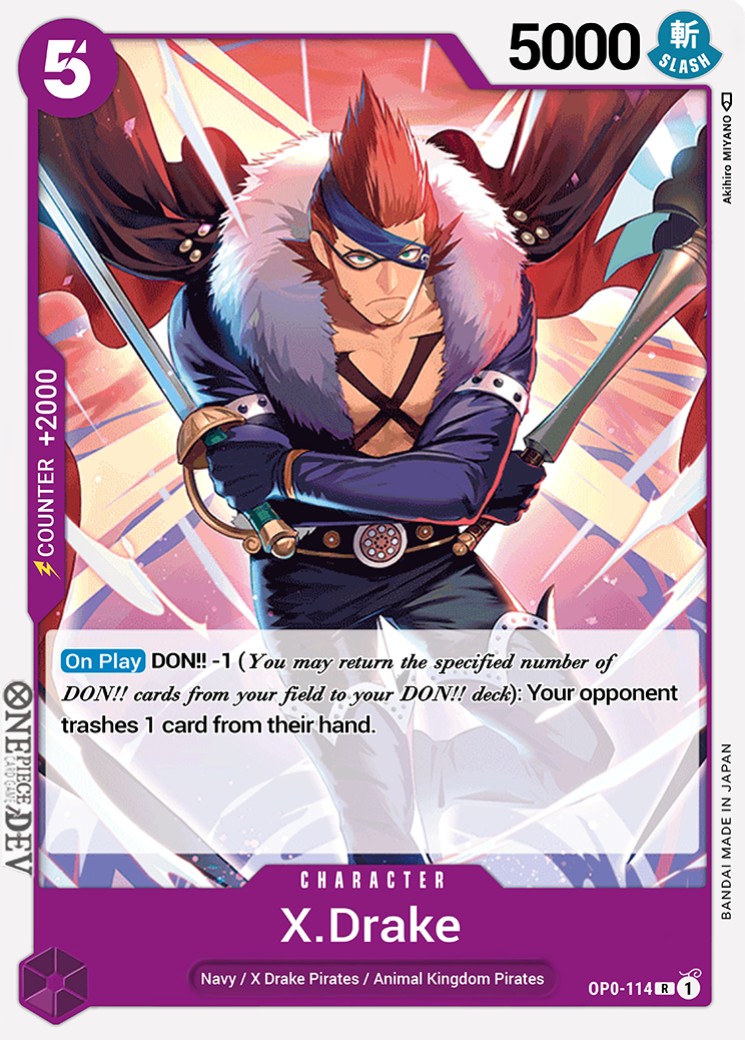 5
5000
斬
SLASH
Akihiro MIYANO
COUNTER +2000
On Play DON!! -1 (You may return the specified number of
DON!! cards from your field to your DON!! deck): Your opponent
trashes 1 card from their hand.
ONE PIECE
CARD GAME
.DEV
BANDAI MADE IN JAPAN
CHARACTER
X.Drake
Navy / X Drake Pirates / Animal Kingdom Pirates
OP0-114 R 1